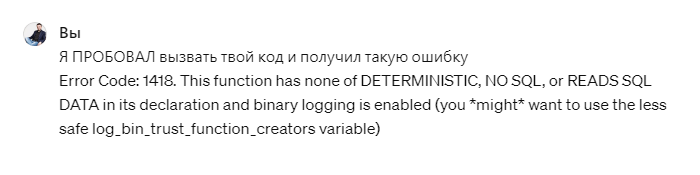 Вы
Я ПРОБОВАЛ вызвать твой код и получил такую ошибку
Error Code: 1418. This function has none of DETERMINISTIC, NO SQL, or READS SQL
DATA in its declaration and binary logging is enabled (you *might* want to use the less
safe log_bin_trust_function_creators variable)